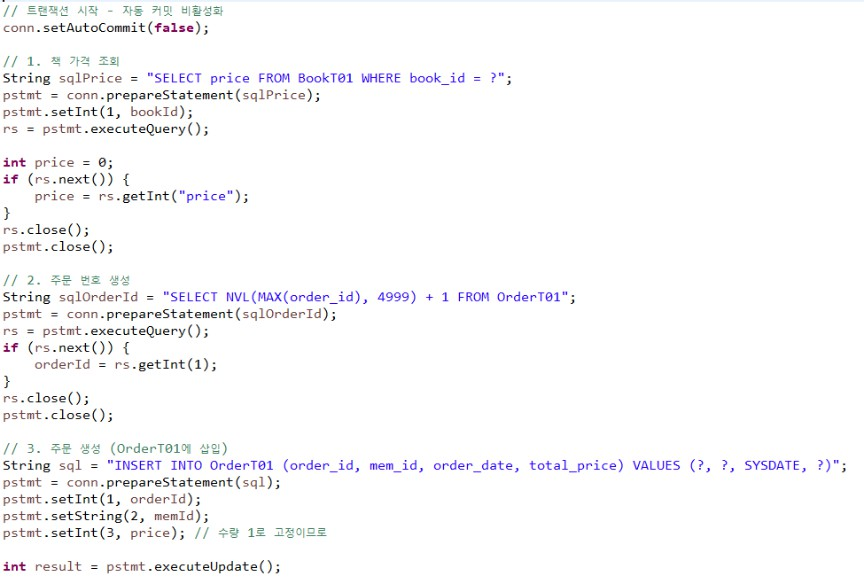 // 트랜잭션 시작 - 자동 커밋 비활성화
conn.setAutoCommit(false);

// 1. 책 가격 조회
String sqlPrice = "SELECT price FROM BookT01 WHERE book_id = ?";
pstmt = conn.prepareStatement(sqlPrice);
pstmt.setInt(1, bookId);
rs = pstmt.executeQuery();

int price = 0;
if (rs.next()) {
    price = rs.getInt("price");
}
rs.close();
pstmt.close();

// 2. 주문 번호 생성
String sqlOrderId = "SELECT NVL(MAX(order_id), 4999) + 1 FROM OrderT01";
pstmt = conn.prepareStatement(sqlOrderId);
rs = pstmt.executeQuery();
if (rs.next()) {
    orderId = rs.getInt(1);
}
rs.close();
pstmt.close();

// 3. 주문 생성 (OrderT01에 삽입)
String sql = "INSERT INTO OrderT01 (order_id, mem_id, order_date, total_price) VALUES (?, ?, SYSDATE, ?)";
pstmt = conn.prepareStatement(sql);
pstmt.setInt(1, orderId);
pstmt.setString(2, memId);
pstmt.setInt(3, price); // 수량 1로 고정이므로

int result = pstmt.executeUpdate();